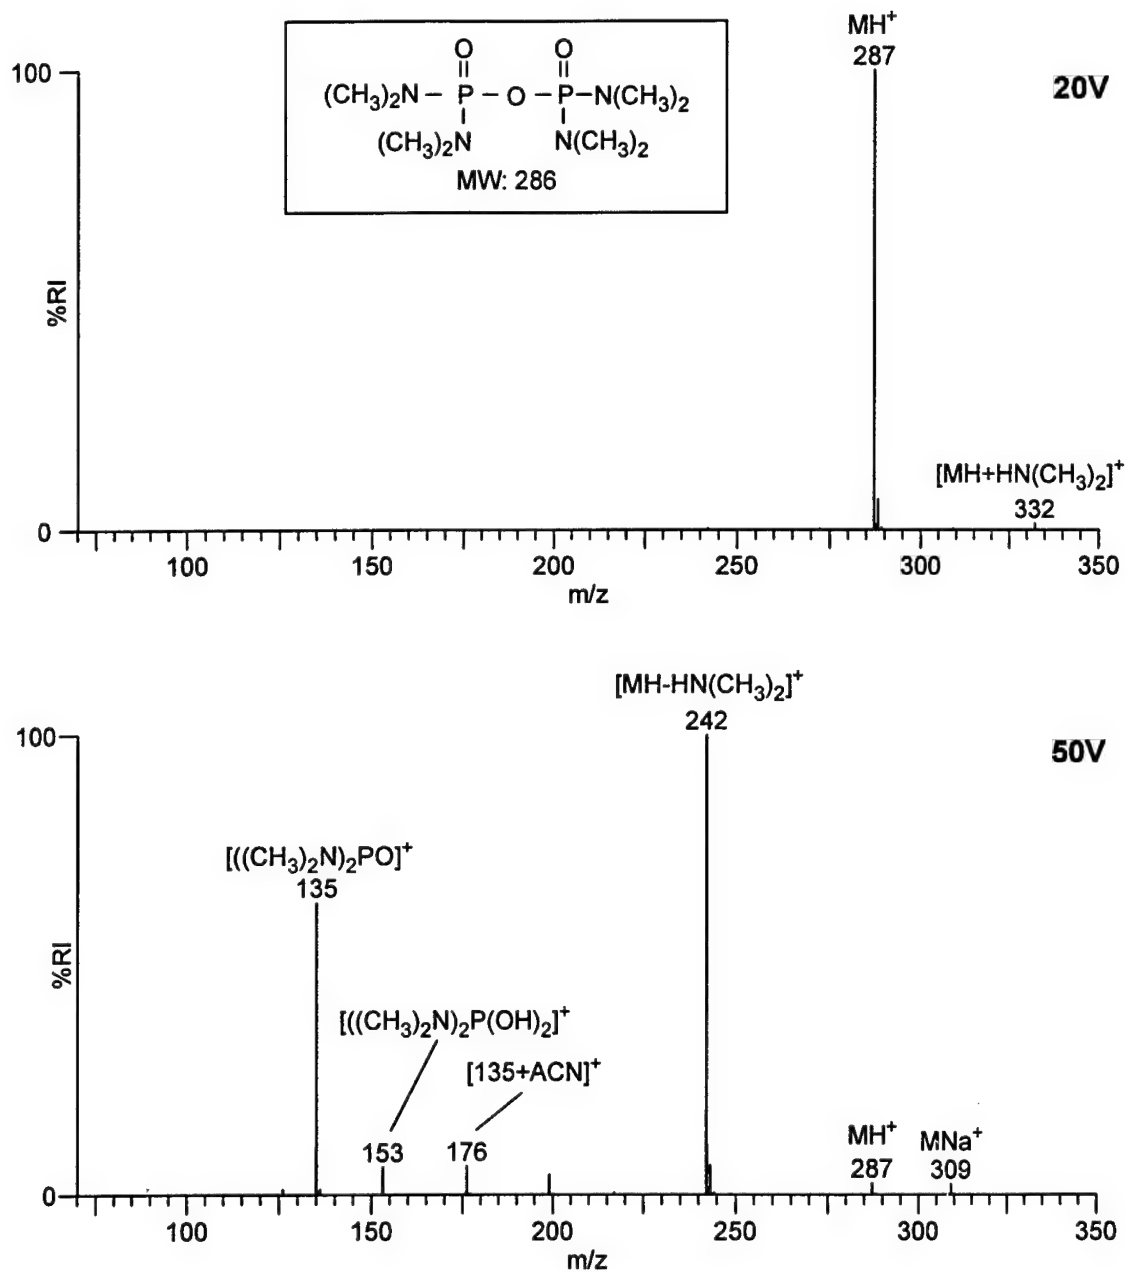 MH⁺
287
100
20V
O O
|| ||
(CH₃)₂N – P – O – P – N(CH₃)₂
(CH₃)₂N N(CH₃)₂
MW: 286
%RI
[MH+HN(CH₃)₂]⁺
332
0
100 150 200 250 300 350
m/z
[MH-HN(CH₃)₂]⁺
242
100
50V
[((CH₃)₂N)₂PO]⁺
135
%RI
[((CH₃)₂N)₂P(OH)₂]⁺
[135+ACN]⁺
153 176
MH⁺ MNa⁺
287 309
0
100 150 200 250 300 350
m/z